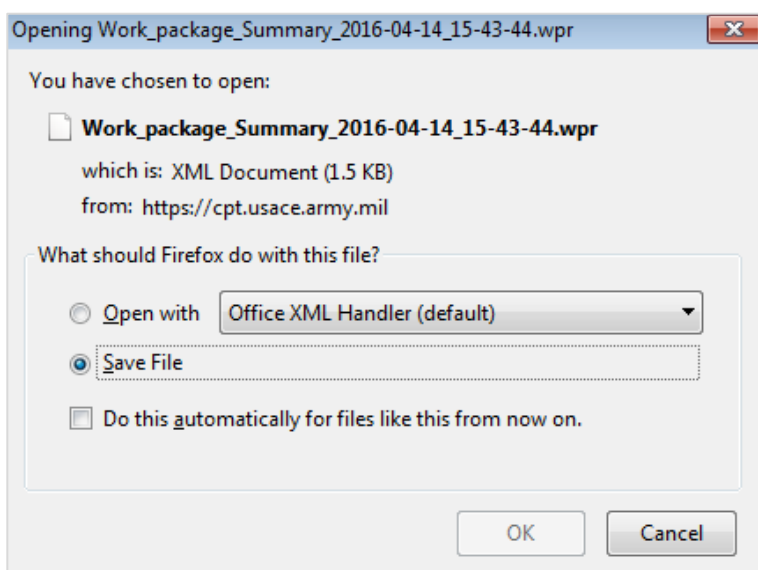 Opening Work_package_Summary_2016-04-14_15-43-44.wpr
You have chosen to open:
Work_package_Summary_2016-04-14_15-43-44.wpr
which is: XML Document (1.5 KB)
from: https://cpt.usace.army.mil
What should Firefox do with this file?
Open with Office XML Handler (default)
Save File
Do this automatically for files like this from now on.
OK Cancel